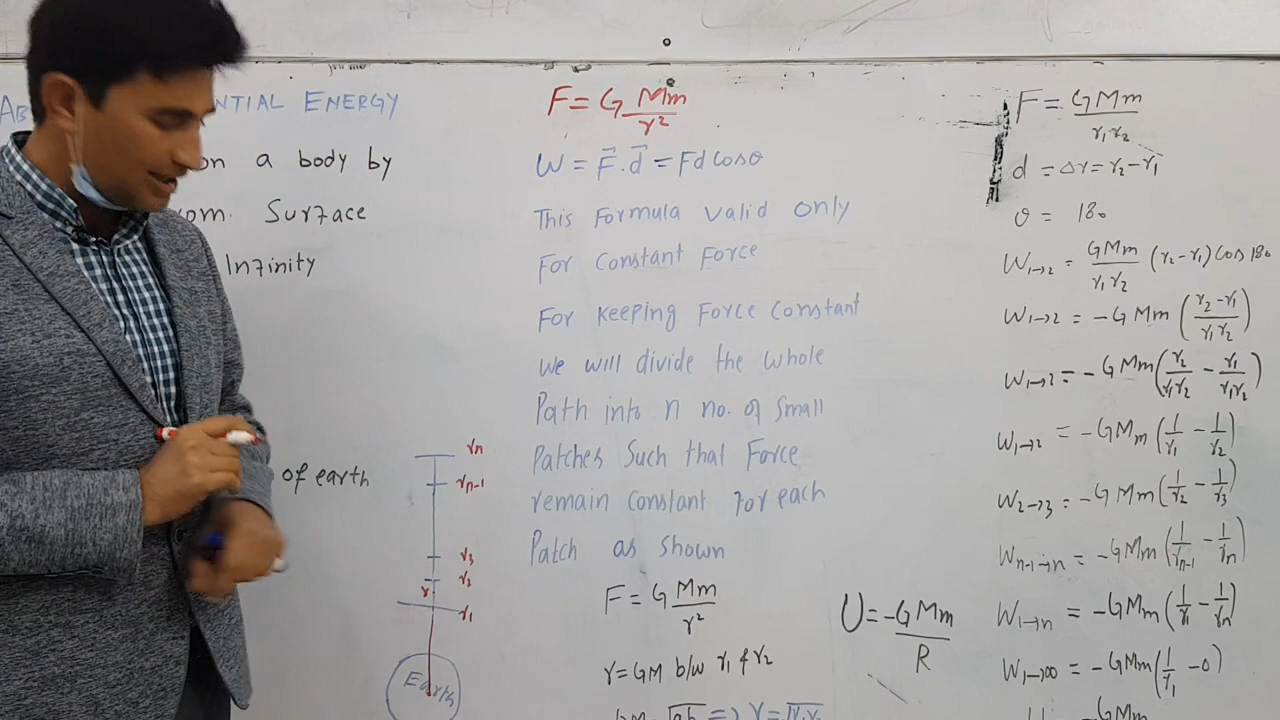 NTIAL ENERGY
on a body by
om. Surface
Infinity
of earth
rn
rn-1
r3
r2
r
r1
Earth
F = G Mm/r²
W = F⃗ . d⃗ = Fd Cosθ
This Formula Valid Only
For Constant Force
For Keeping Force Constant
We will divide the Whole
Path into n no. of Small
Patches Such that Force
remain Constant For each
Patch as shown
F = G Mm/r²
r = GM b/w r1 & r2
U = -GMm/R
F = GMm/r1r2
d = Δr = r2 - r1
θ = 180
W1→2 = GMm/r1r2 (r2 - r1) Cos 180
W1→2 = -GMm (r2 - r1/r1r2)
W1→2 = -GMm (r2/r1r2 - r1/r1r2)
W1→2 = -GMm (1/r1 - 1/r2)
W2→3 = -GMm (1/r2 - 1/r3)
Wn-1→n = -GMm (1/rn-1 - 1/rn)
W1→n = -GMm (1/r1 - 1/rn)
W1→∞ = -GMm (1/r1 - 0)